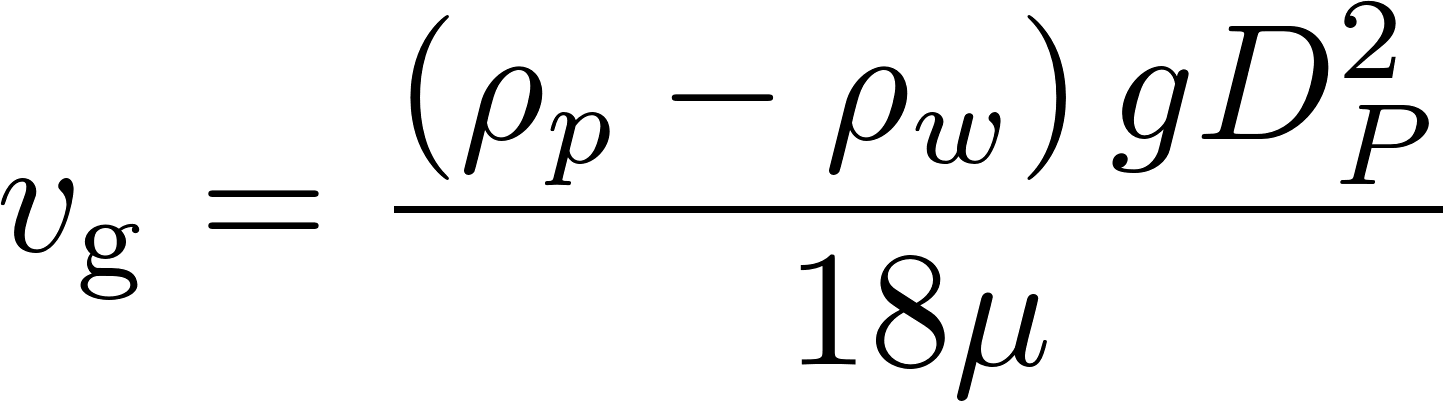 v_g = \frac{(\rho_p - \rho_w) g D_P^2}{18 \mu}